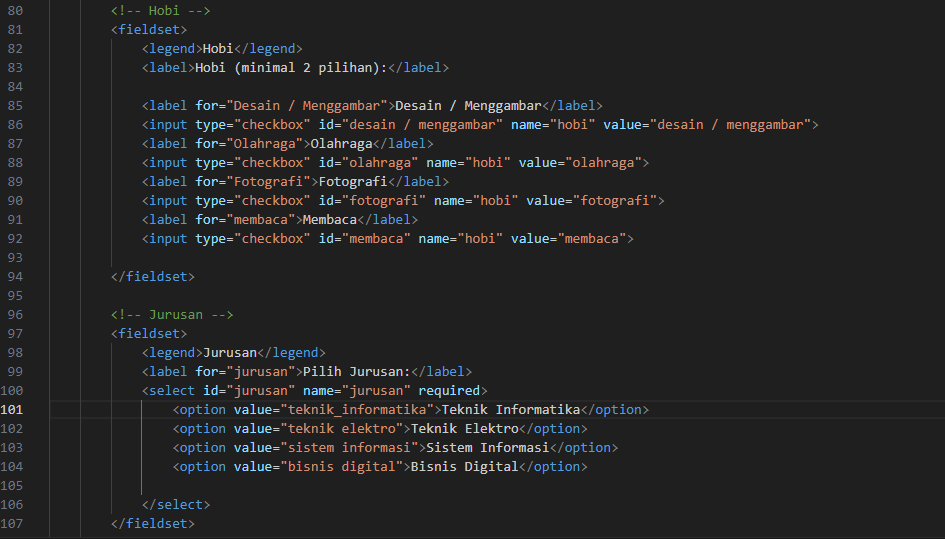 80 <!-- Hobi -->
81 <fieldset>
82 <legend>Hobi</legend>
83 <label>Hobi (minimal 2 pilihan):</label>
84
85 <label for="Desain / Menggambar">Desain / Menggambar</label>
86 <input type="checkbox" id="desain / menggambar" name="hobi" value="desain / menggambar">
87 <label for="Olahraga">Olahraga</label>
88 <input type="checkbox" id="olahraga" name="hobi" value="olahraga">
89 <label for="Fotografi">Fotografi</label>
90 <input type="checkbox" id="fotografi" name="hobi" value="fotografi">
91 <label for="membaca">Membaca</label>
92 <input type="checkbox" id="membaca" name="hobi" value="membaca">
93
94 </fieldset>
95
96 <!-- Jurusan -->
97 <fieldset>
98 <legend>Jurusan</legend>
99 <label for="jurusan">Pilih Jurusan:</label>
100 <select id="jurusan" name="jurusan" required>
101 <option value="teknik_informatika">Teknik Informatika</option>
102 <option value="teknik elektro">Teknik Elektro</option>
103 <option value="sistem informasi">Sistem Informasi</option>
104 <option value="bisnis digital">Bisnis Digital</option>
105
106 </select>
107 </fieldset>